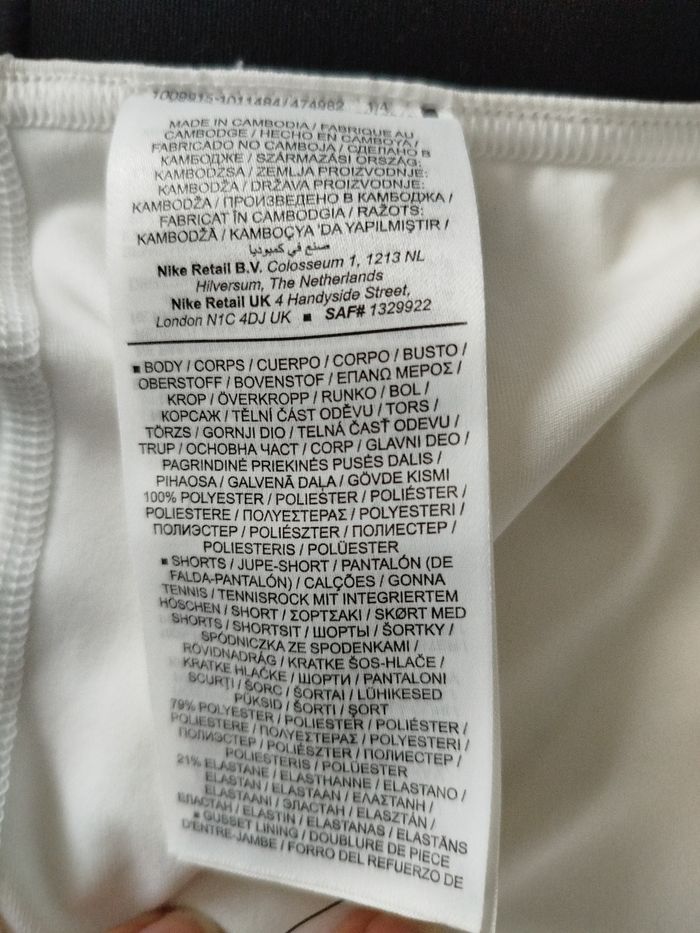 1009915-1011484/474982 1/4
MADE IN CAMBODIA / FABRIQUE AU
CAMBODGE / HECHO EN CAMBOYA /
FABRICADO NO CAMBOJA / СДЕЛАНО В
КАМБОДЖЕ / SZÁRMAZÁSI ORSZÁG:
KAMBODZSA / ZEMLJA PROIZVODNJE:
KAMBODŽA / DRŽAVA PROIZVODNJE:
KAMBODŽA / ПРОИЗВЕДЕНО В КАМБОДЖА /
FABRICAT ÎN CAMBODGIA / RAŽOTS:
KAMBODŽĀ / KAMBOÇYA 'DA YAPILMIŞTIR /
صنع في كمبوديا
Nike Retail B.V. Colosseum 1, 1213 NL
Hilversum, The Netherlands
Nike Retail UK 4 Handyside Street,
London N1C 4DJ UK ■ SAF# 1329922
■ BODY / CORPS / CUERPO / CORPO / BUSTO /
OBERSTOFF / BOVENSTOF / ΕΠΑΝΩ ΜΕΡΟΣ /
KROP / ÖVERKROPP / RUNKO / BOL /
КОРСАЖ / TĚLNÍ ČÁST ODĚVU / TORS /
TÖRZS / GORNJI DIO / TELNÁ ČASŤ ODEVU /
TRUP / ОСНОВНА ЧАСТ / CORP / GLAVNI DEO /
PAGRINDINĖ PRIEKINĖS PUSĖS DALIS /
PIHAOSA / GALVENĀ DAĻA / GÖVDE KISMI
100% POLYESTER / POLIESTER / POLIÉSTER /
POLIESTERE / ΠΟΛΥΕΣΤΕΡΑΣ / POLYESTERI /
ПОЛИЭСТЕР / POLIÉSZTER / ПОЛИЕСТЕР /
POLIESTERIS / POLÜESTER
■ SHORTS / JUPE-SHORT / PANTALÓN (DE
FALDA-PANTALÓN) / CALÇÕES / GONNA
TENNIS / TENNISROCK MIT INTEGRIERTEM
HÖSCHEN / SHORT / ΣΟΡΤΣΑΚΙ / SKØRT MED
SHORTS / SHORTSIT / ШОРТЫ / ŠORTKY /
SPÓDNICZKA ZE SPODENKAMI /
RÖVIDNADRÁG / KRATKE ŠOS-HLAČE /
KRATKE HLAČKE / ШОРТИ / PANTALONI
SCURȚI / ŠORC / ŠORTAI / LÜHIKESED
PÜKSID / ŠORTI / ŞORT
79% POLYESTER / POLIESTER / POLIÉSTER /
POLIESTERE / ΠΟΛΥΕΣΤΕΡΑΣ / POLYESTERI /
ПОЛИЭСТЕР / POLIÉSZTER / ПОЛИЕСТЕР /
POLIESTERIS / POLÜESTER
21% ELASTANE / ELASTHANNE / ELASTANO /
ELASTAN / ELASTAAN / ΕΛΑΣΤΑΝΗ /
ELASTAANI / ЭЛАСТАН / ELASZTÁN /
ЕЛАСТАН / ELASTIN / ELASTANAS / ELASTĀNS
■ GUSSET LINING / DOUBLURE DE PIECE
D'ENTRE-JAMBE / FORRO DEL REFUERZO DE